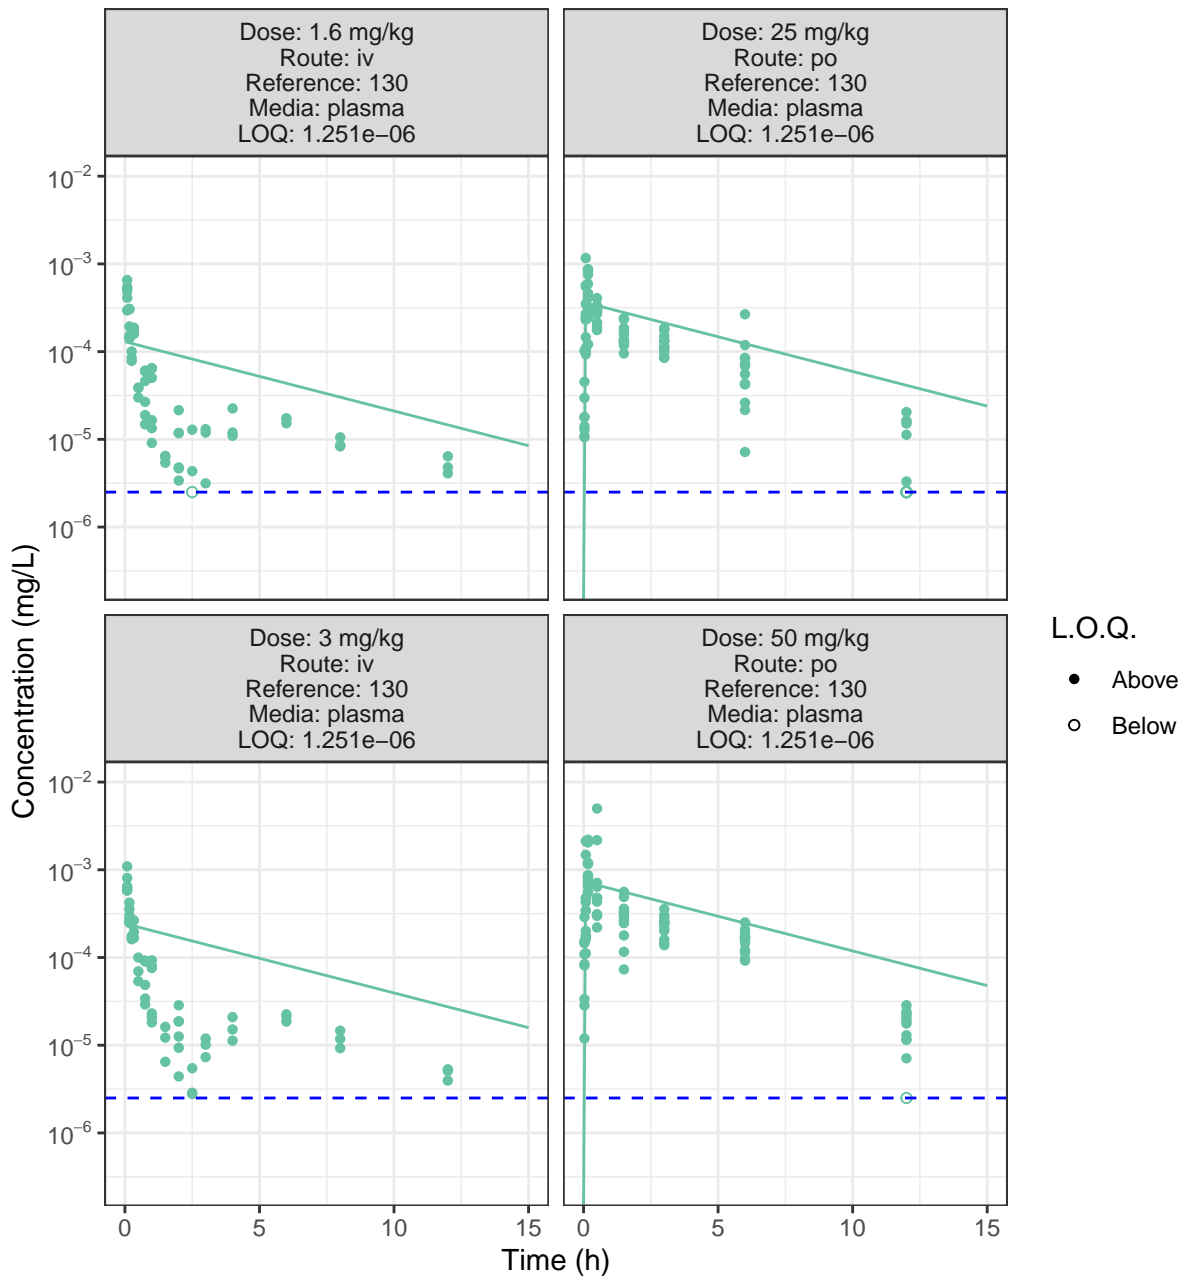 Dose: 1.6 mg/kg
Route: iv
Reference: 130
Media: plasma
LOQ: 1.251e−06
Dose: 25 mg/kg
Route: po
Reference: 130
Media: plasma
LOQ: 1.251e−06
10⁻²
10⁻³
10⁻⁴
10⁻⁵
10⁻⁶
Dose: 3 mg/kg
Route: iv
Reference: 130
Media: plasma
LOQ: 1.251e−06
Dose: 50 mg/kg
Route: po
Reference: 130
Media: plasma
LOQ: 1.251e−06
10⁻²
10⁻³
10⁻⁴
10⁻⁵
10⁻⁶
0 5 10 15
0 5 10 15
Time (h)
Concentration (mg/L)
L.O.Q.
Above
Below